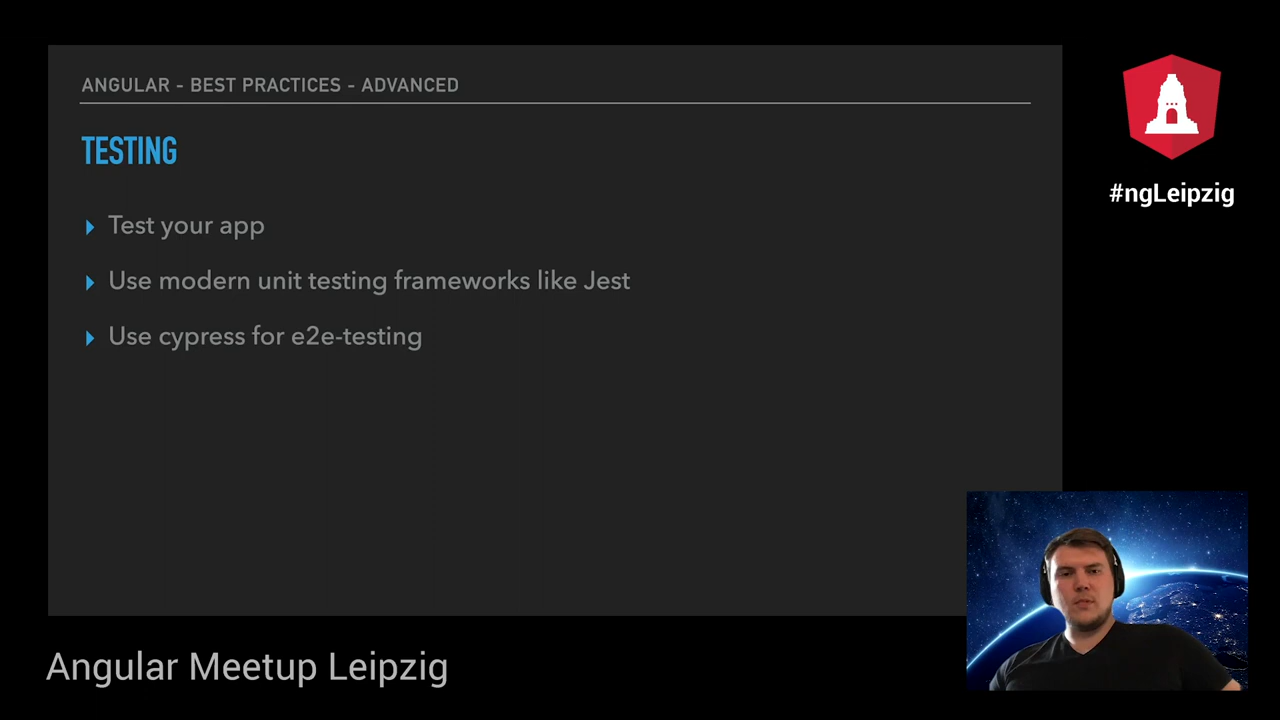 ANGULAR - BEST PRACTICES - ADVANCED
TESTING
Test your app
Use modern unit testing frameworks like Jest
Use cypress for e2e-testing
#ngLeipzig
Angular Meetup Leipzig